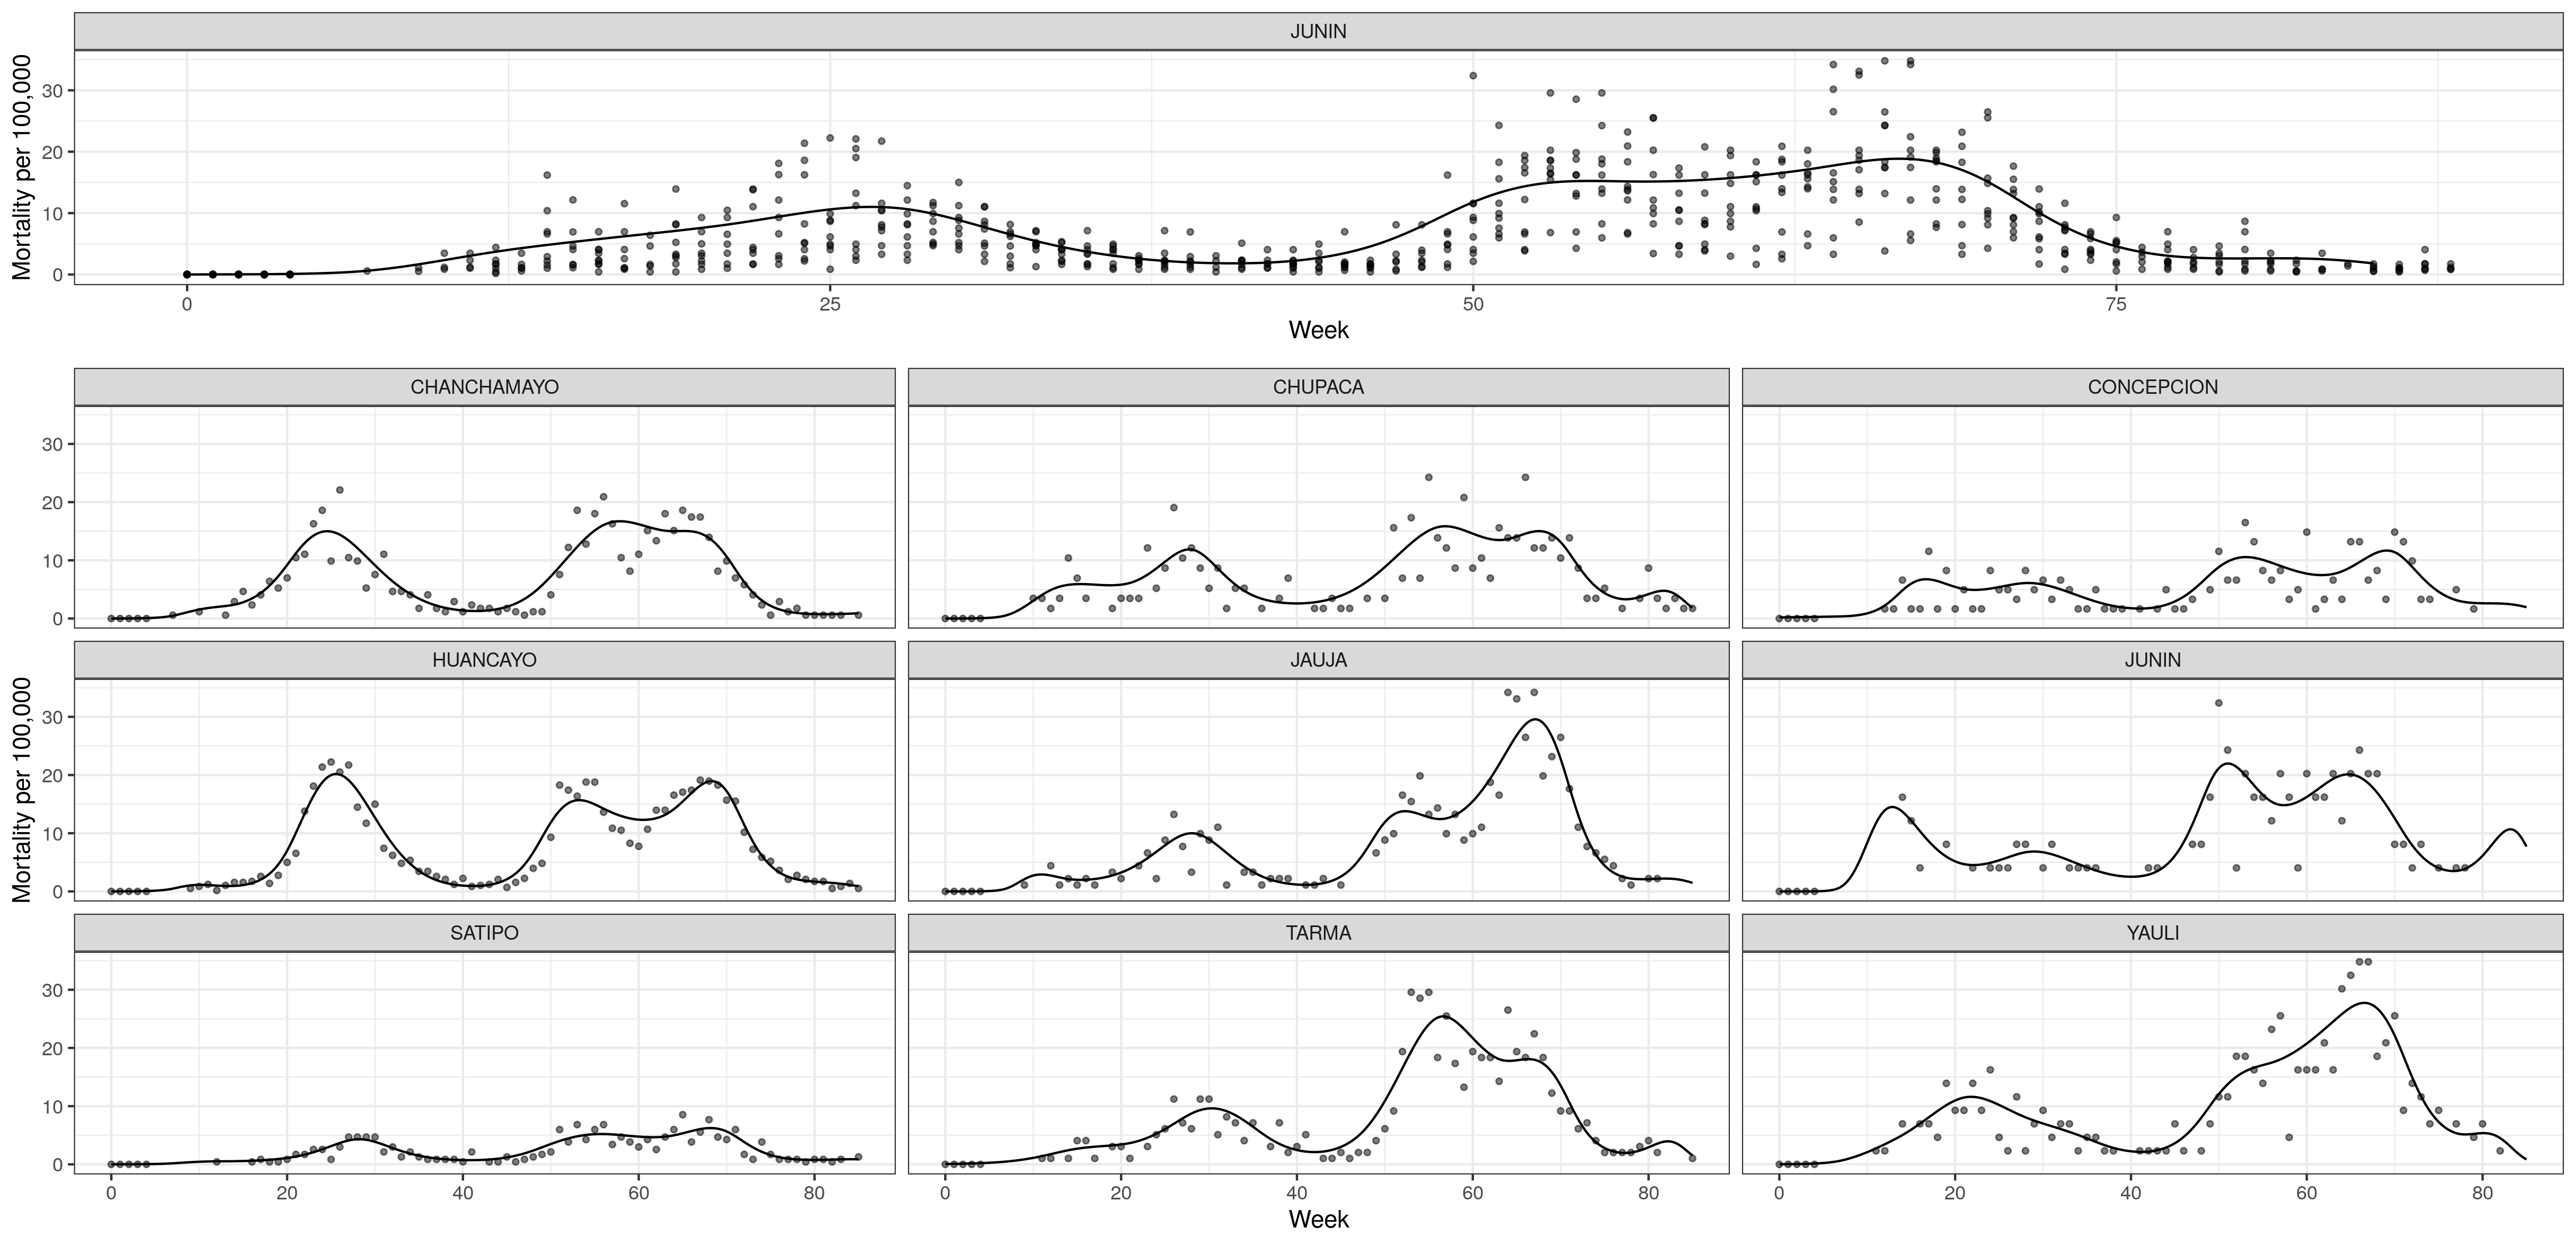 JUNIN
Mortality per 100,000
30
20
10
0
0 25 50 75
Week
CHANCHAMAYO CHUPACA CONCEPCION
30
20
10
0
HUANCAYO JAUJA JUNIN
Mortality per 100,000
30
20
10
0
SATIPO TARMA YAULI
30
20
10
0
0 20 40 60 80 0 20 40 60 80 0 20 40 60 80
Week